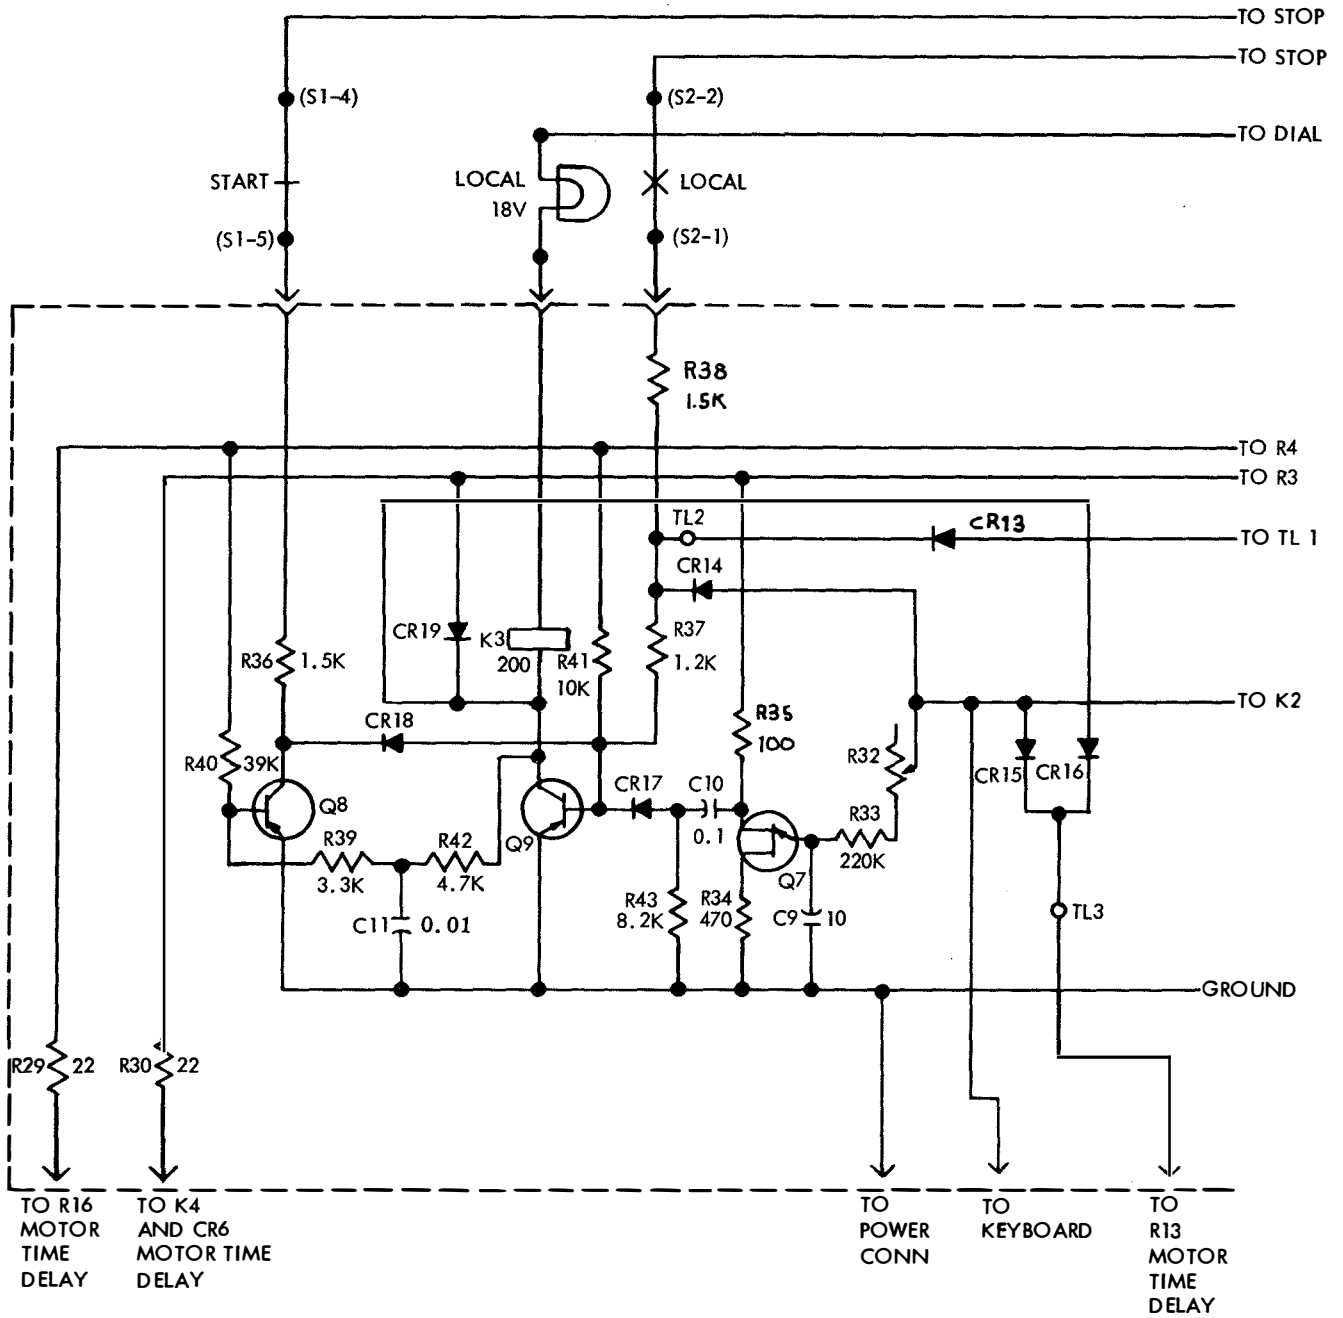 TO STOP
TO STOP
(S1-4)
(S2-2)
TO DIAL
START
LOCAL
18V
LOCAL
(S1-5)
(S2-1)
R38
1.5K
TO R4
TO R3
TL2
CR13
TO TL 1
CR14
CR19
K3
200
R41
10K
R37
1.2K
R36
1.5K
TO K2
CR18
R35
100
R40
39K
R32
CR15
CR16
CR17
C10
0.1
Q8
Q9
R33
220K
R39
3.3K
R42
4.7K
Q7
R43
8.2K
R34
470
C9
10
TL3
C11
0.01
GROUND
R29
22
R30
22
TO R16
MOTOR
TIME
DELAY
TO K4
AND CR6
MOTOR TIME
DELAY
TO
POWER
CONN
TO
KEYBOARD
TO
R13
MOTOR
TIME
DELAY